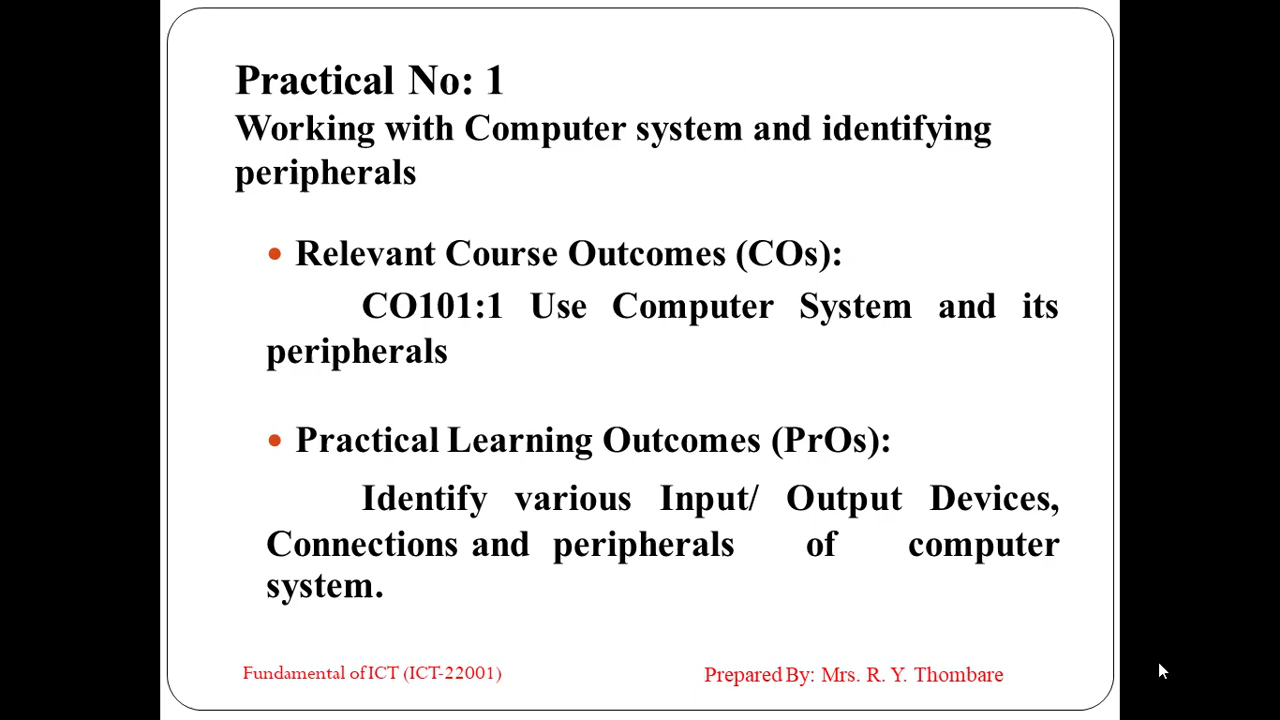 Practical No: 1
Working with Computer system and identifying
peripherals
• Relevant Course Outcomes (COs):
CO101:1 Use Computer System and its
peripherals
• Practical Learning Outcomes (PrOs):
Identify various Input/ Output Devices,
Connections and peripherals of computer
system.
Fundamental of ICT (ICT-22001)
Prepared By: Mrs. R. Y. Thombare